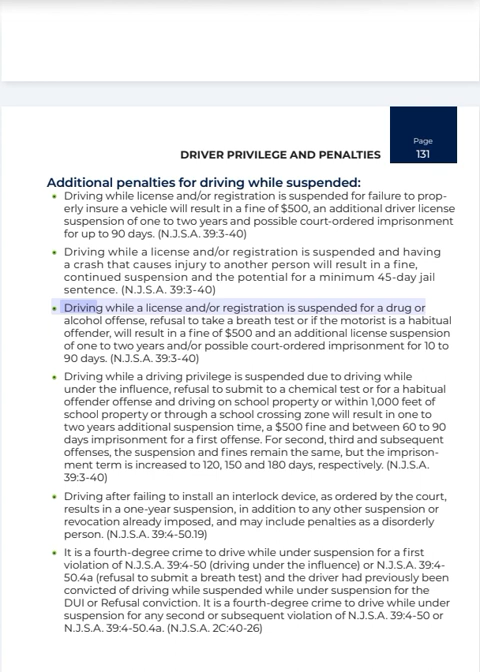 Page
131
DRIVER PRIVILEGE AND PENALTIES
Additional penalties for driving while suspended:
• Driving while license and/or registration is suspended for failure to prop-
erly insure a vehicle will result in a fine of $500, an additional driver license
suspension of one to two years and possible court-ordered imprisonment
for up to 90 days. (N.J.S.A. 39:3-40)
• Driving while a license and/or registration is suspended and having
a crash that causes injury to another person will result in a fine,
continued suspension and the potential for a minimum 45-day jail
sentence. (N.J.S.A. 39:3-40)
• Driving while a license and/or registration is suspended for a drug or
alcohol offense, refusal to take a breath test or if the motorist is a habitual
offender, will result in a fine of $500 and an additional license suspension
of one to two years and/or possible court-ordered imprisonment for 10 to
90 days. (N.J.S.A. 39:3-40)
• Driving while a driving privilege is suspended due to driving while
under the influence, refusal to submit to a chemical test or for a habitual
offender offense and driving on school property or within 1,000 feet of
school property or through a school crossing zone will result in one to
two years additional suspension time, a $500 fine and between 60 to 90
days imprisonment for a first offense. For second, third and subsequent
offenses, the suspension and fines remain the same, but the imprison-
ment term is increased to 120, 150 and 180 days, respectively. (N.J.S.A.
39:3-40)
• Driving after failing to install an interlock device, as ordered by the court,
results in a one-year suspension, in addition to any other suspension or
revocation already imposed, and may include penalties as a disorderly
person. (N.J.S.A. 39:4-50.19)
• It is a fourth-degree crime to drive while under suspension for a first
violation of N.J.S.A. 39:4-50 (driving under the influence) or N.J.S.A. 39:4-
50.4a (refusal to submit a breath test) and the driver had previously been
convicted of driving while suspended while under suspension for the
DUI or Refusal conviction. It is a fourth-degree crime to drive while under
suspension for any second or subsequent violation of N.J.S.A. 39:4-50 or
N.J.S.A. 39:4-50.4a. (N.J.S.A. 2C:40-26)